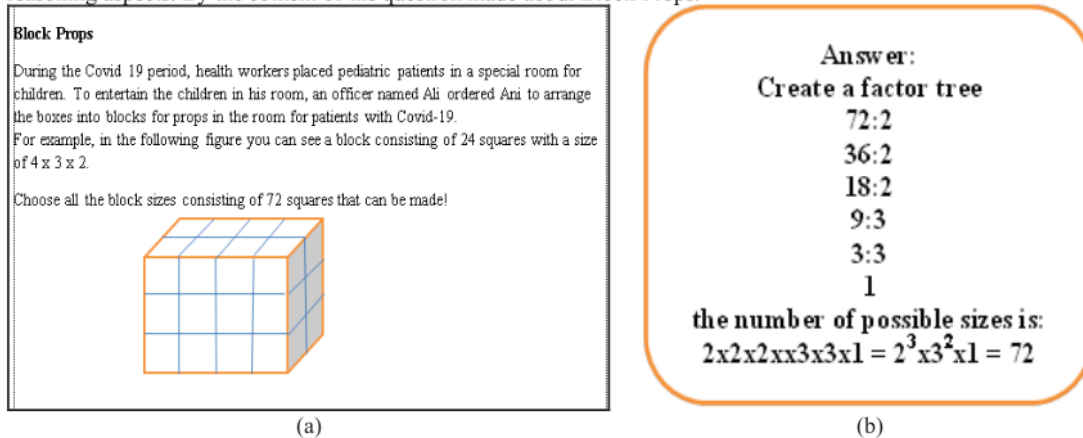 Block Props
During the Covid 19 period, health workers placed pediatric patients in a special room for
children. To entertain the children in his room, an officer named Ali ordered Ani to arrange
the boxes into blocks for props in the room for patients with Covid-19.
For example, in the following figure you can see a block consisting of 24 squares with a size
of 4 x 3 x 2.
Choose all the block sizes consisting of 72 squares that can be made!
(a)
Answer:
Create a factor tree
72:2
36:2
18:2
9:3
3:3
1
the number of possible sizes is:
2x2x2xx3x3x1 = 2³x3²x1 = 72
(b)